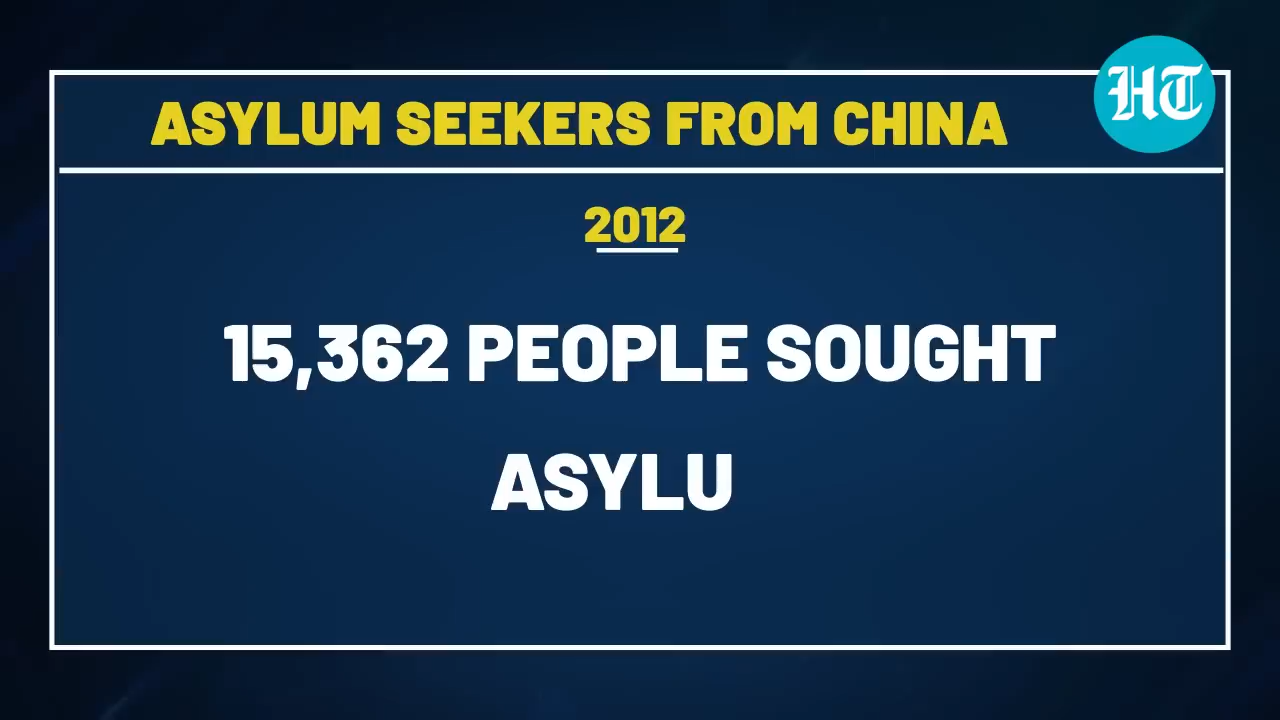 HT
ASYLUM SEEKERS FROM CHINA
2012
15,362 PEOPLE SOUGHT
ASYLU